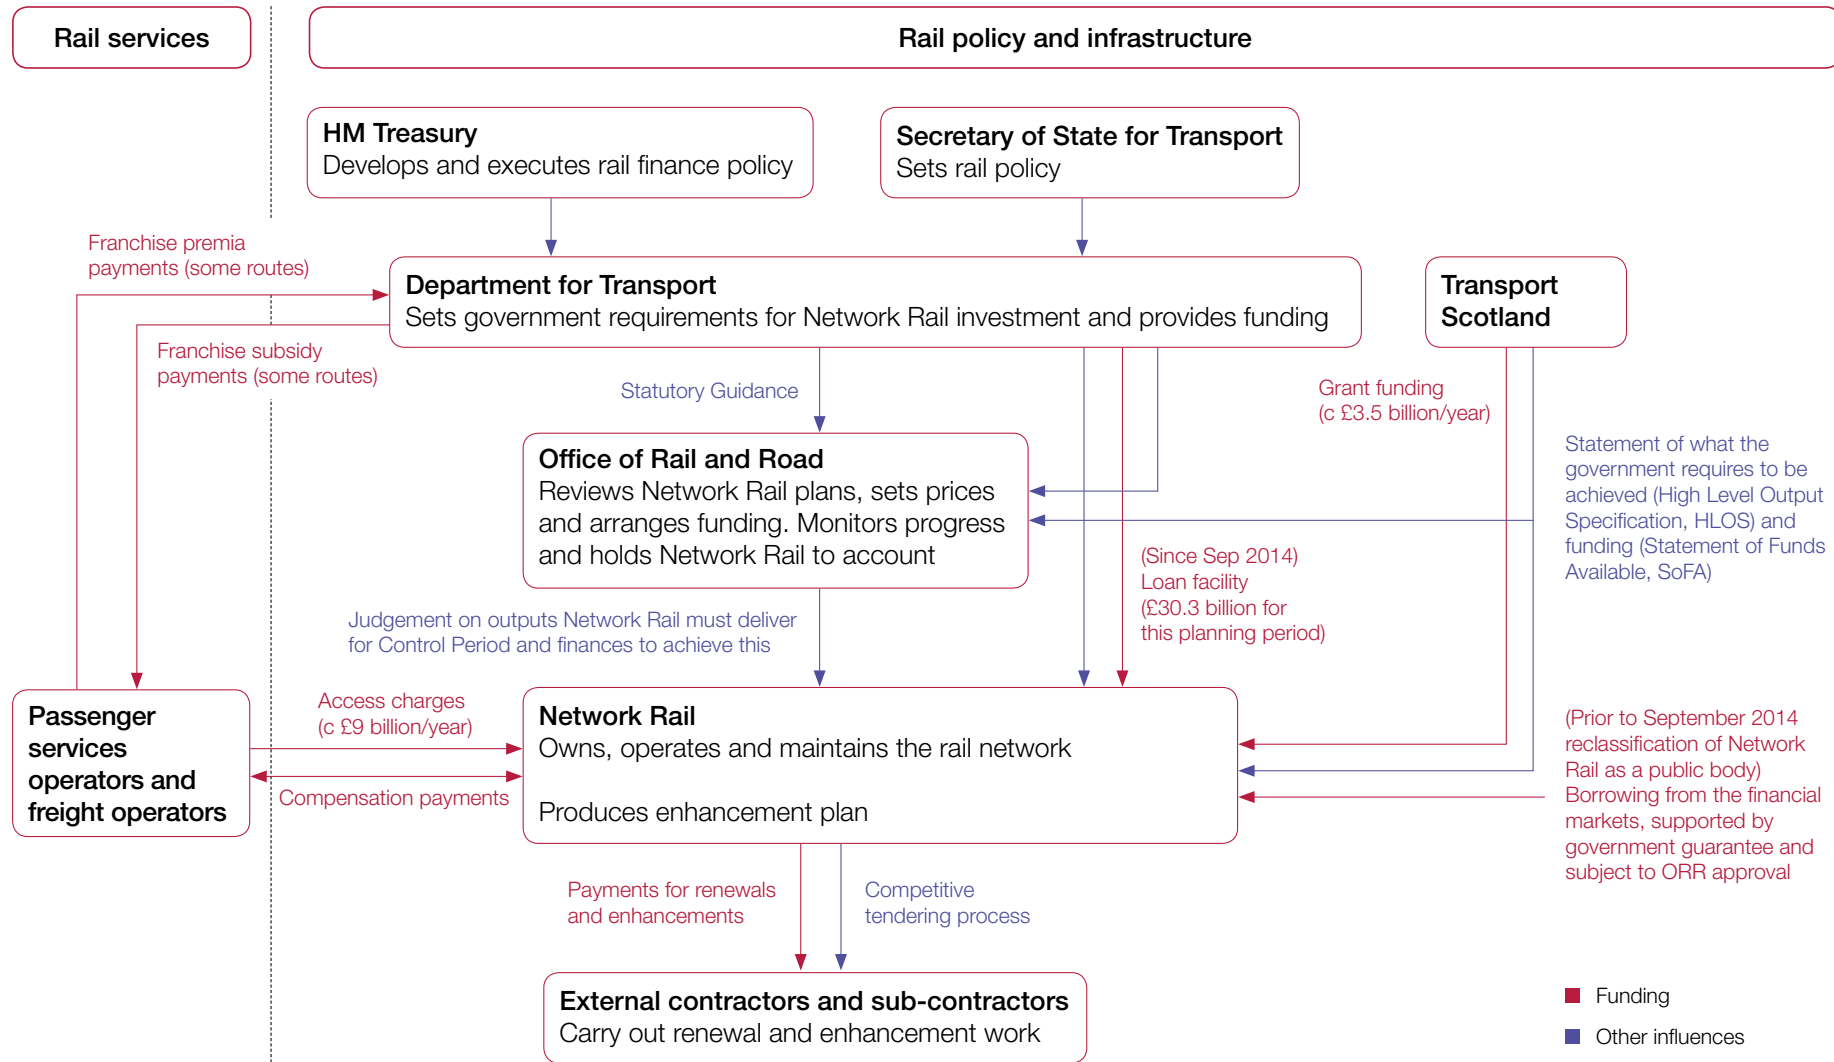 Rail services
Rail policy and infrastructure
HM Treasury
Develops and executes rail finance policy
Secretary of State for Transport
Sets rail policy
Franchise premia
payments (some routes)
Department for Transport
Sets government requirements for Network Rail investment and provides funding
Transport
Scotland
Franchise subsidy
payments (some routes)
Statutory Guidance
Grant funding
(c £3.5 billion/year)
Office of Rail and Road
Reviews Network Rail plans, sets prices
and arranges funding. Monitors progress
and holds Network Rail to account
Statement of what the
government requires to be
achieved (High Level Output
Specification, HLOS) and
funding (Statement of Funds
Available, SoFA)
(Since Sep 2014)
Loan facility
(£30.3 billion for
this planning period)
Judgement on outputs Network Rail must deliver
for Control Period and finances to achieve this
Passenger
services
operators and
freight operators
Access charges
(c £9 billion/year)
Compensation payments
Network Rail
Owns, operates and maintains the rail network
Produces enhancement plan
(Prior to September 2014
reclassification of Network
Rail as a public body)
Borrowing from the financial
markets, supported by
government guarantee and
subject to ORR approval
Payments for renewals
and enhancements
Competitive
tendering process
External contractors and sub-contractors
Carry out renewal and enhancement work
Funding
Other influences